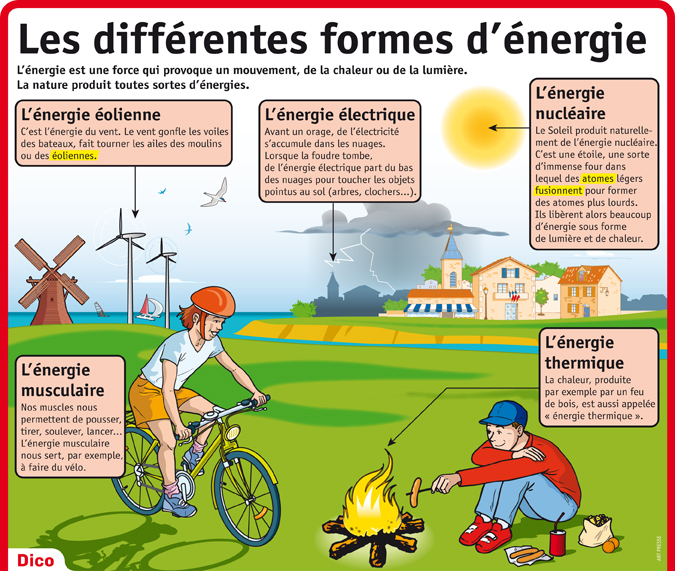 Les différentes formes d'énergie
L'énergie est une force qui provoque un mouvement, de la chaleur ou de la lumière.
La nature produit toutes sortes d'énergies.
L'énergie éolienne
C'est l'énergie du vent. Le vent gonfle les voiles
des bateaux, fait tourner les ailes des moulins
ou des éoliennes.
L'énergie électrique
Avant un orage, de l'électricité
s'accumule dans les nuages.
Lorsque la foudre tombe,
de l'énergie électrique part du bas
des nuages pour toucher les objets
pointus au sol (arbres, clochers...).
L'énergie
nucléaire
Le Soleil produit naturelle-
ment de l'énergie nucléaire.
C'est une étoile, une sorte
d'immense four dans
lequel des atomes légers
fusionnent pour former
des atomes plus lourds.
Ils libèrent alors beaucoup
d'énergie sous forme
de lumière et de chaleur.
L'énergie
musculaire
Nos muscles nous
permettent de pousser,
tirer, soulever, lancer...
L'énergie musculaire
nous sert, par exemple,
à faire du vélo.
L'énergie
thermique
La chaleur, produite
par exemple par un feu
de bois, est aussi appelée
« énergie thermique ».
Dico
ART PRESSE